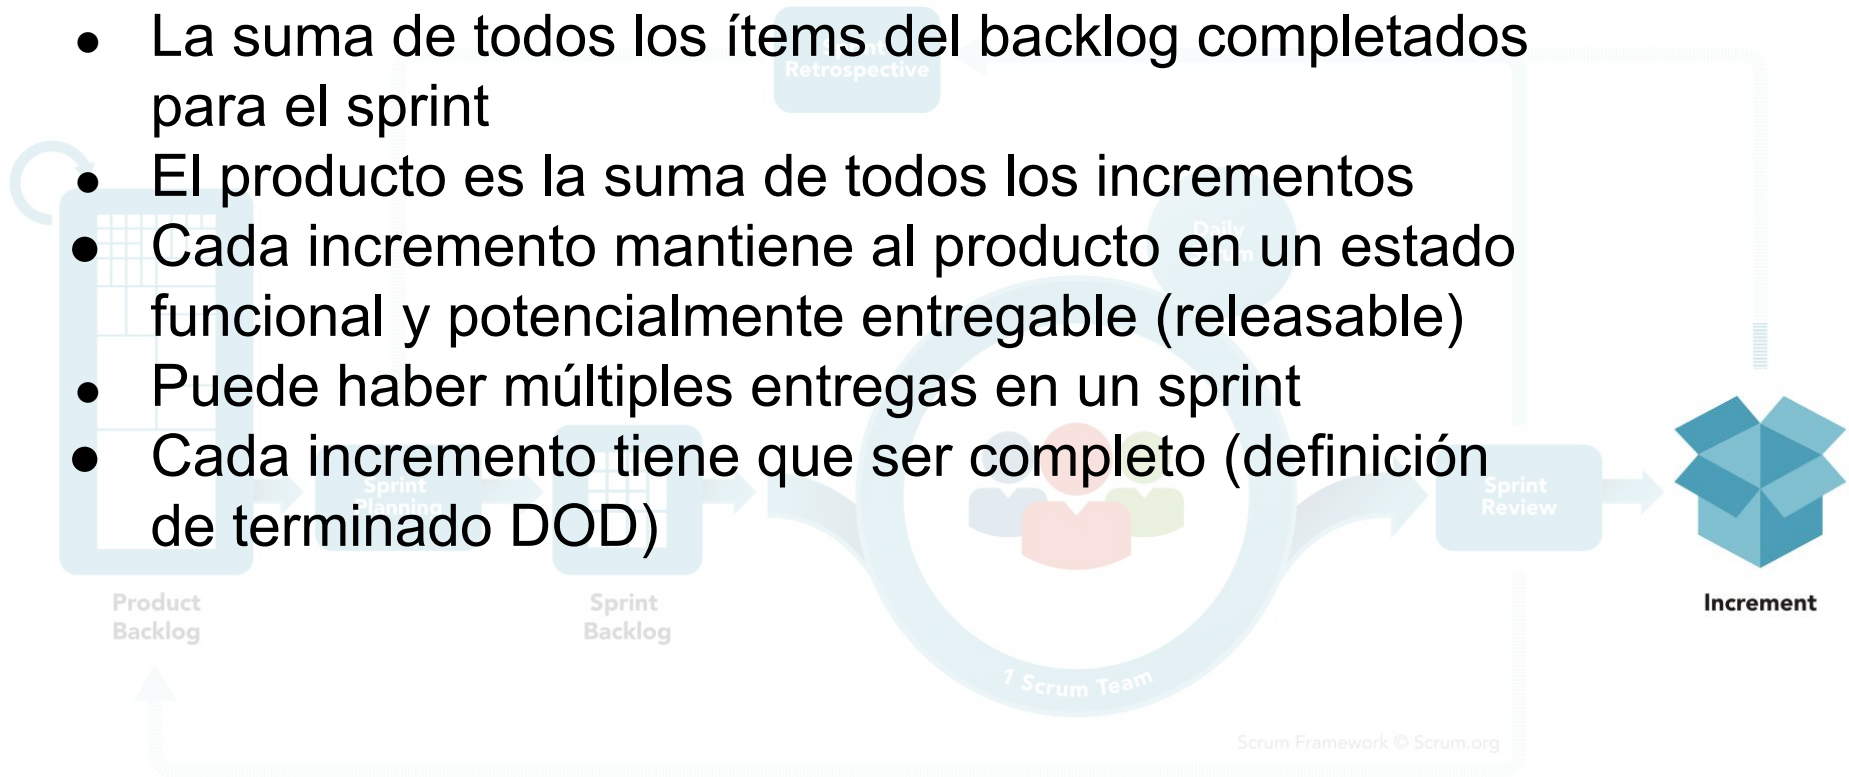 ● La suma de todos los ítems del backlog completados
para el sprint
● El producto es la suma de todos los incrementos
● Cada incremento mantiene al producto en un estado
funcional y potencialmente entregable (releasable)
● Puede haber múltiples entregas en un sprint
● Cada incremento tiene que ser completo (definición
de terminado DOD)
Retrospective
Daily
Sprint
Planning
Sprint
Review
Product
Backlog
Sprint
Backlog
Increment
1 Scrum Team
Scrum Framework © Scrum.org